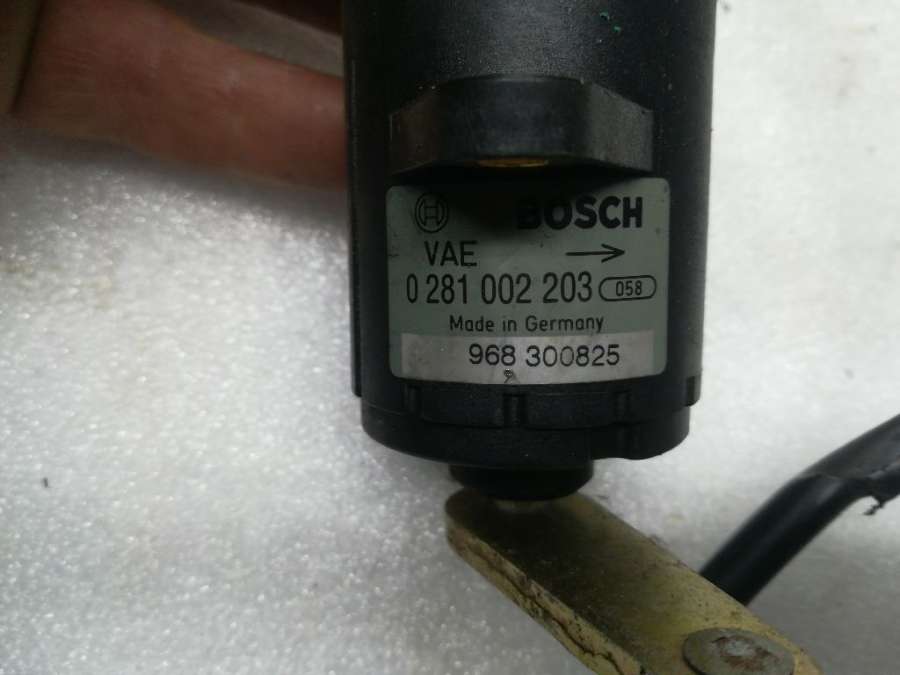 BOSCH
VAE
0 281 002 203 058
Made in Germany
968 300825